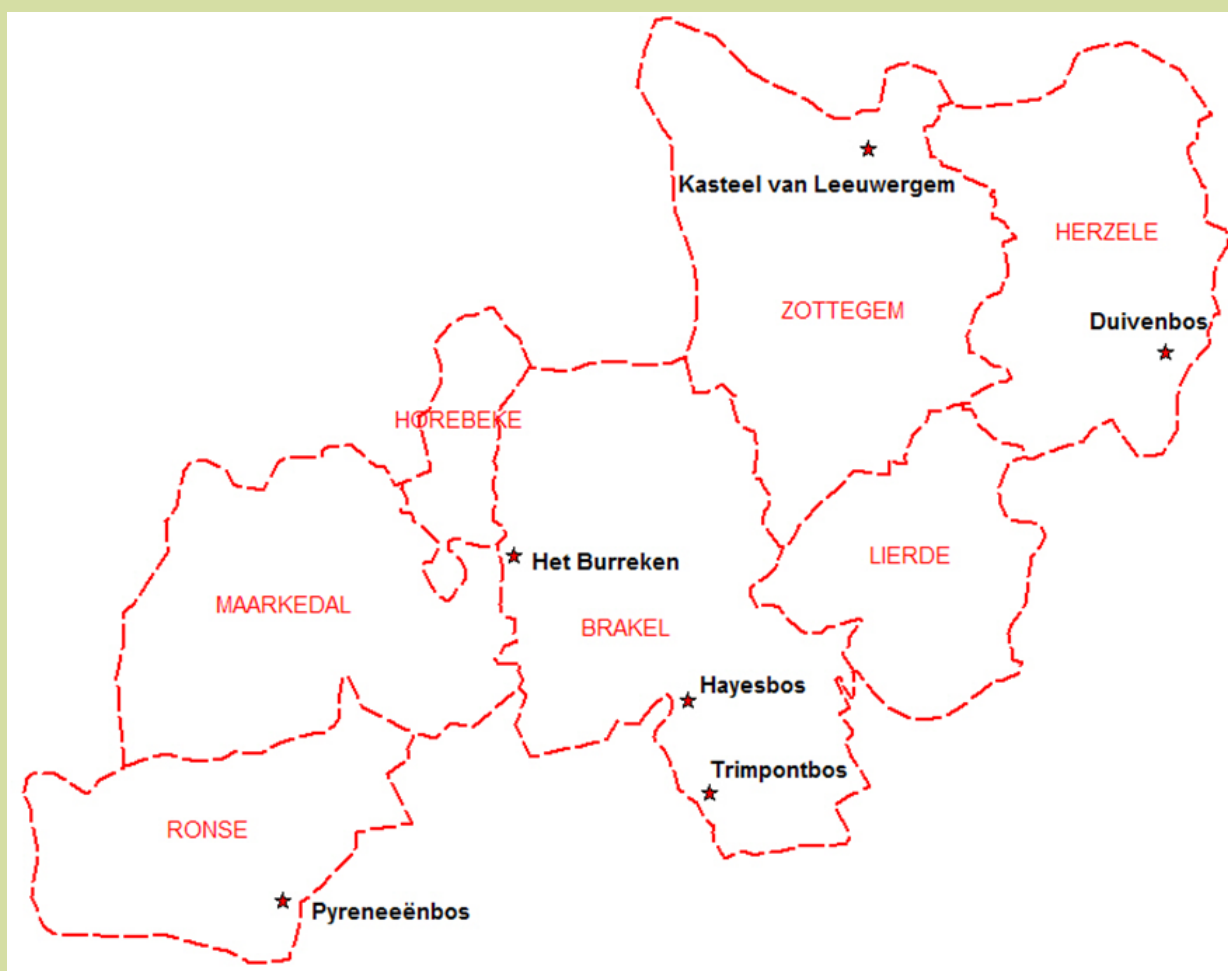 Kasteel van Leeuwergem
HERZELE
ZOTTEGEM
Duivenbos
HOREBEKE
Het Burreken
LIERDE
MAARKEDAL
BRAKEL
Hayesbos
Trimpontbos
RONSE
Pyreneeënbos